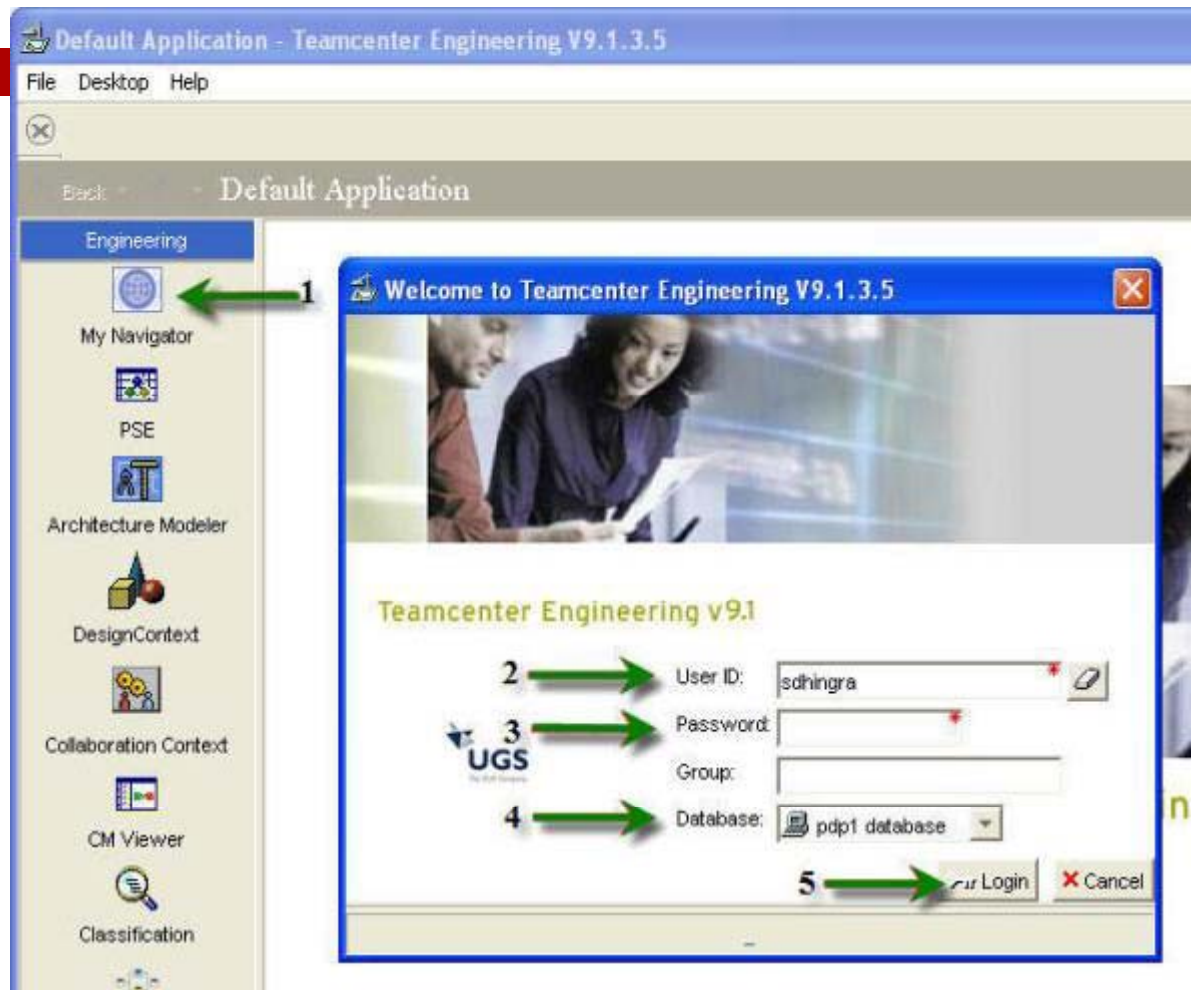 Default Application - Teamcenter Engineering V9.1.3.5
File Desktop Help
Back Default Application
Engineering
1
My Navigator
PSE
Architecture Modeler
DesignContext
Collaboration Context
CM Viewer
Classification
Welcome to Teamcenter Engineering V9.1.3.5
Teamcenter Engineering v9.1
2 User ID: sdhingra *
3 Password: *
UGS
Group:
4 Database: pdp1 database
5 Login Cancel
in